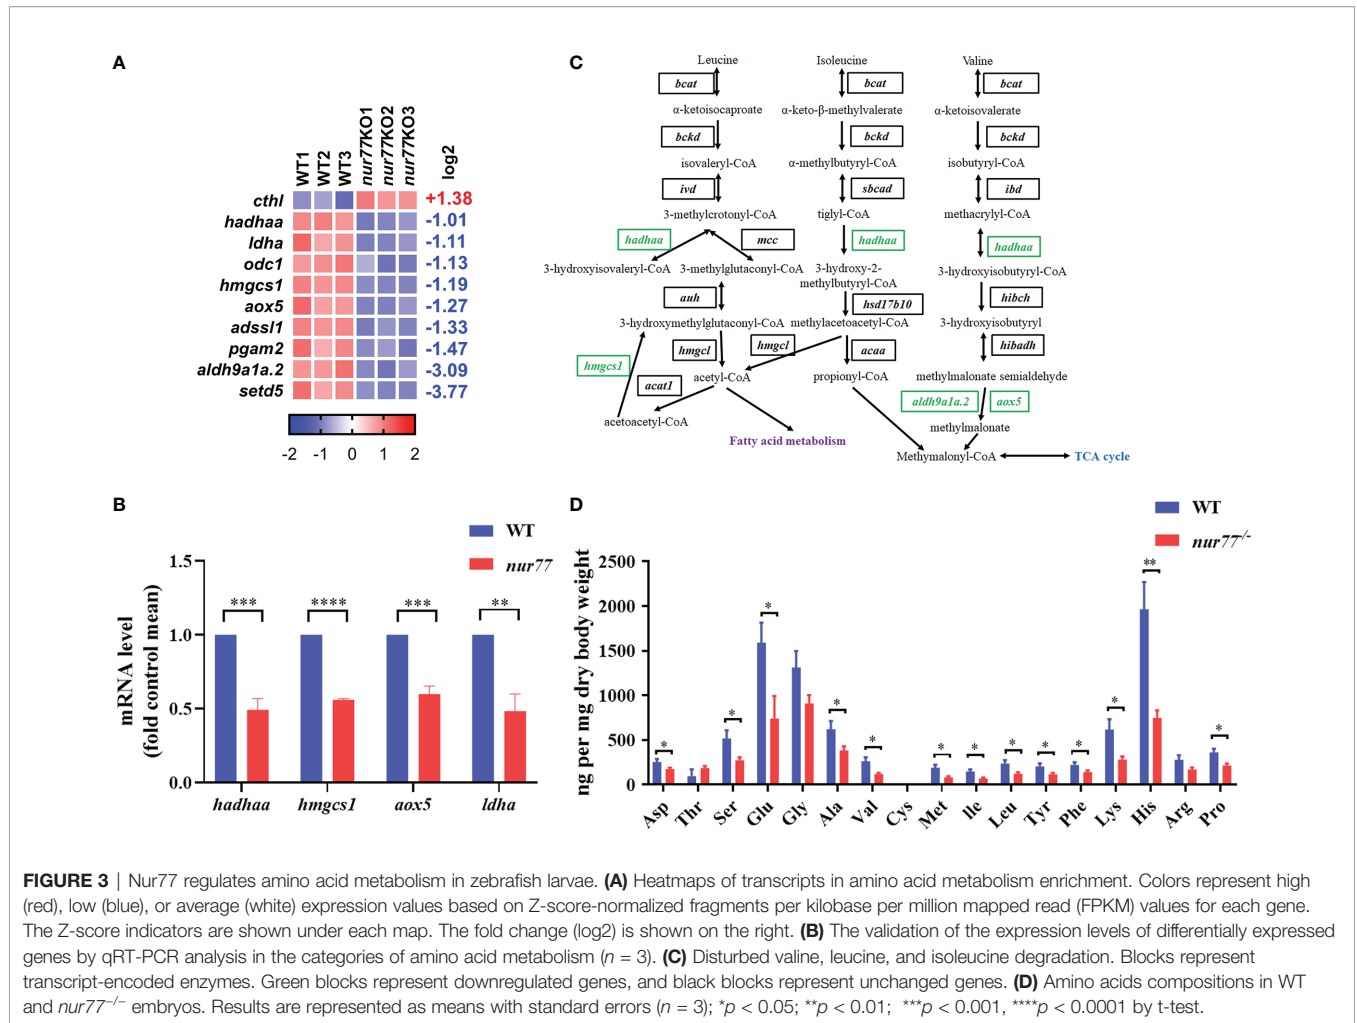 A
WT1
WT2
WT3
nur77KO1
nur77KO2
nur77KO3
log2
cthl +1.38
hadhaa -1.01
ldha -1.11
odc1 -1.13
hmgcs1 -1.19
aox5 -1.27
adssl1 -1.33
pgam2 -1.47
aldh9a1a.2 -3.09
setd5 -3.77
-2 -1 0 1 2
C
Leucine Isoleucine Valine
bcat bcat bcat
α-ketoisocaproate α-keto-β-methylvalerate α-ketoisovalerate
bckd bckd bckd
isovaleryl-CoA α-methylbutyryl-CoA isobutyryl-CoA
ivd sbcad ibd
3-methylcrotonyl-CoA tiglyl-CoA methacrylyl-CoA
hadhaa mcc hadhaa hadhaa
3-hydroxyisovaleryl-CoA 3-methylglutaconyl-CoA 3-hydroxy-2- 3-hydroxyisobutyryl-CoA
methylbutyryl-CoA
auh hsd17b10 hibch
3-hydroxymethylglutaconyl-CoA methylacetoacetyl-CoA 3-hydroxyisobutyryl
hmgcl hmgcl acaa hibadh
hmgcs1 acetyl-CoA propionyl-CoA methylmalonate semialdehyde
acat1 aldh9a1a.2 aox5
acetoacetyl-CoA methylmalonate
Fatty acid metabolism Methymalonyl-CoA TCA cycle
B
WT
nur77
mRNA level
(fold control mean)
1.5
1.0
0.5
0.0
*** **** *** **
hadhaa hmgcs1 aox5 ldha
D
WT
nur77-/-
ng per mg dry body weight
2500
2000
1500
1000
500
0
* * * * * * * * * * * ** *
Asp Thr Ser Glu Gly Ala Val Cys Met Ile Leu Tyr Phe Lys His Arg Pro
FIGURE 3 | Nur77 regulates amino acid metabolism in zebrafish larvae. (A) Heatmaps of transcripts in amino acid metabolism enrichment. Colors represent high
(red), low (blue), or average (white) expression values based on Z-score-normalized fragments per kilobase per million mapped read (FPKM) values for each gene.
The Z-score indicators are shown under each map. The fold change (log2) is shown on the right. (B) The validation of the expression levels of differentially expressed
genes by qRT-PCR analysis in the categories of amino acid metabolism (n = 3). (C) Disturbed valine, leucine, and isoleucine degradation. Blocks represent
transcript-encoded enzymes. Green blocks represent downregulated genes, and black blocks represent unchanged genes. (D) Amino acids compositions in WT
and nur77−/− embryos. Results are represented as means with standard errors (n = 3); *p < 0.05; **p < 0.01; ***p < 0.001, ****p < 0.0001 by t-test.